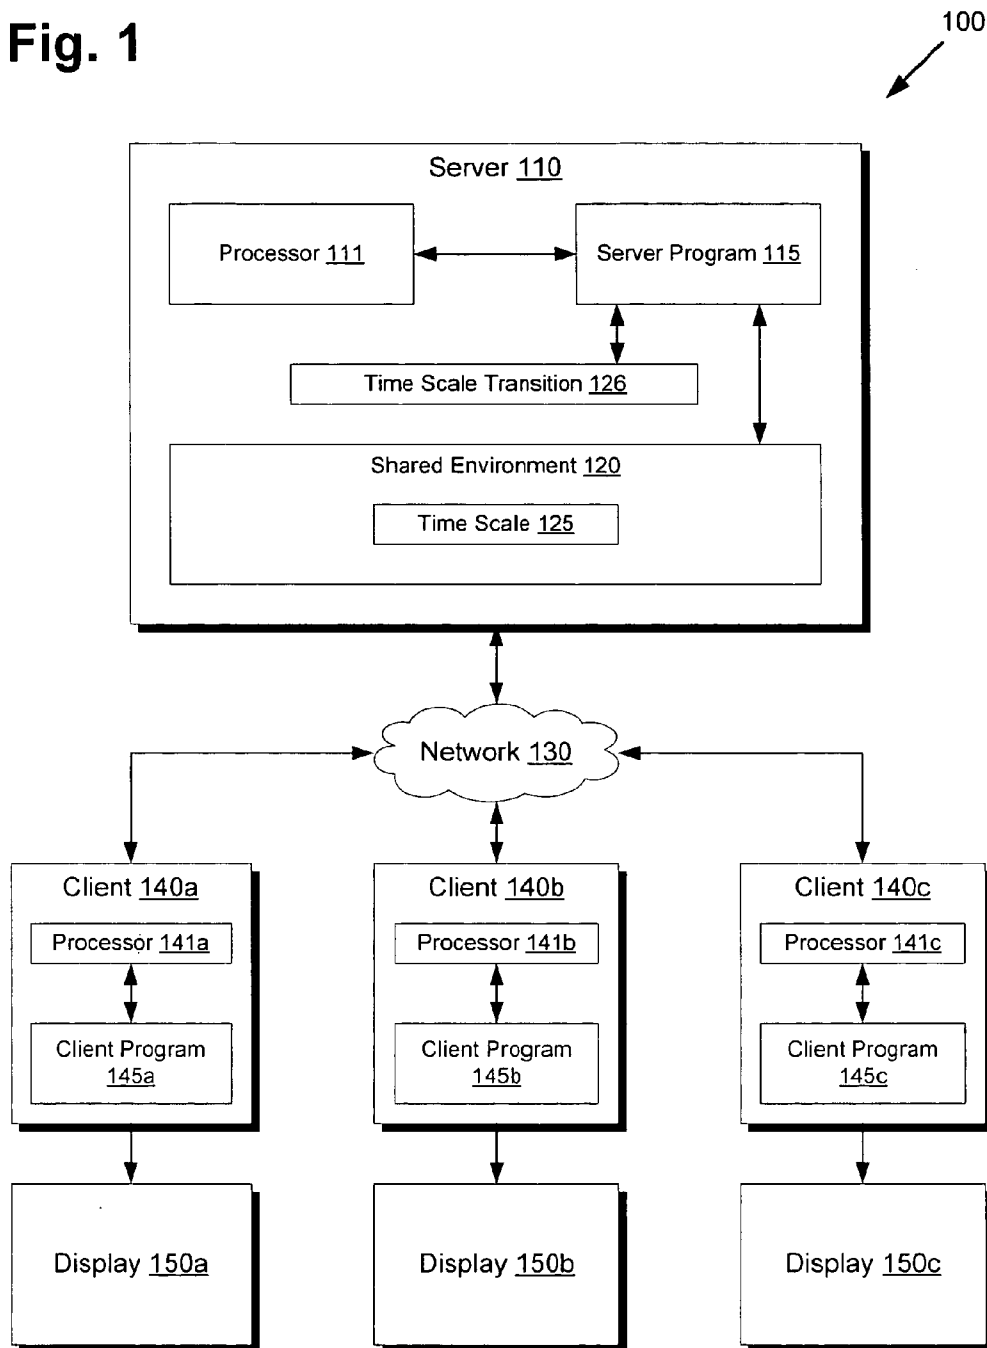 Fig. 1
100
Server 110
Processor 111
Server Program 115
Time Scale Transition 126
Shared Environment 120
Time Scale 125
Network 130
Client 140a
Processor 141a
Client Program
145a
Client 140b
Processor 141b
Client Program
145b
Client 140c
Processor 141c
Client Program
145c
Display 150a
Display 150b
Display 150c